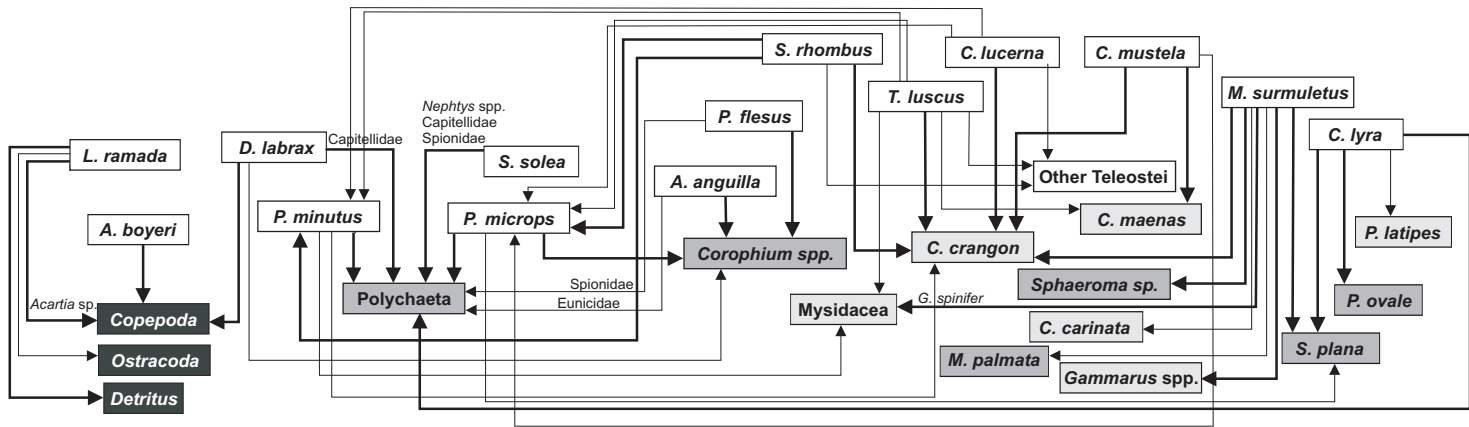 S. rhombus
C. lucerna
C. mustela
T. luscus
M. surmuletus
Nephtys spp.
Capitellidae
Spionidae
P. flesus
C. lyra
D. labrax
Capitellidae
L. ramada
S. solea
Other Teleostei
A. anguilla
P. minutus
P. microps
C. maenas
A. boyeri
P. latipes
Corophium spp.
C. crangon
Spionidae
Sphaeroma sp.
Polychaeta
Eunicidae
G. spinifer
P. ovale
Acartia sp.
Mysidacea
Copepoda
C. carinata
S. plana
Ostracoda
M. palmata
Gammarus spp.
Detritus